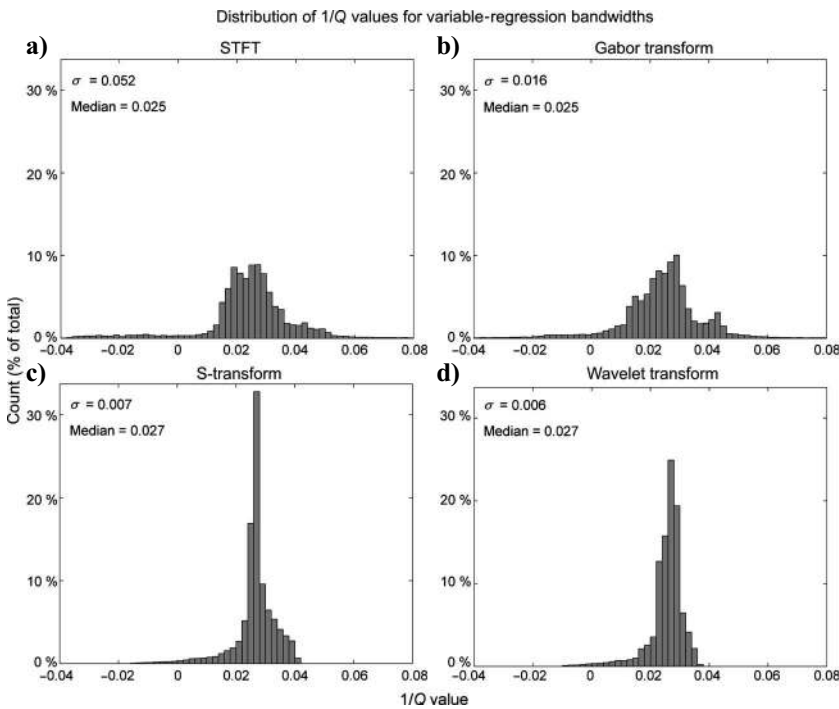 Distribution of 1/Q values for variable-regression bandwidths
a)
STFT
σ = 0.052
Median = 0.025
30 %
20 %
10 %
0 %
-0.04 -0.02 0 0.02 0.04 0.06 0.08
b)
Gabor transform
σ = 0.016
Median = 0.025
30 %
20 %
10 %
0 %
-0.04 -0.02 0 0.02 0.04 0.06 0.08
Count (% of total)
c)
S-transform
σ = 0.007
Median = 0.027
30 %
20 %
10 %
0 %
-0.04 -0.02 0 0.02 0.04 0.06 0.08
d)
Wavelet transform
σ = 0.006
Median = 0.027
30 %
20 %
10 %
0 %
-0.04 -0.02 0 0.02 0.04 0.06 0.08
1/Q value